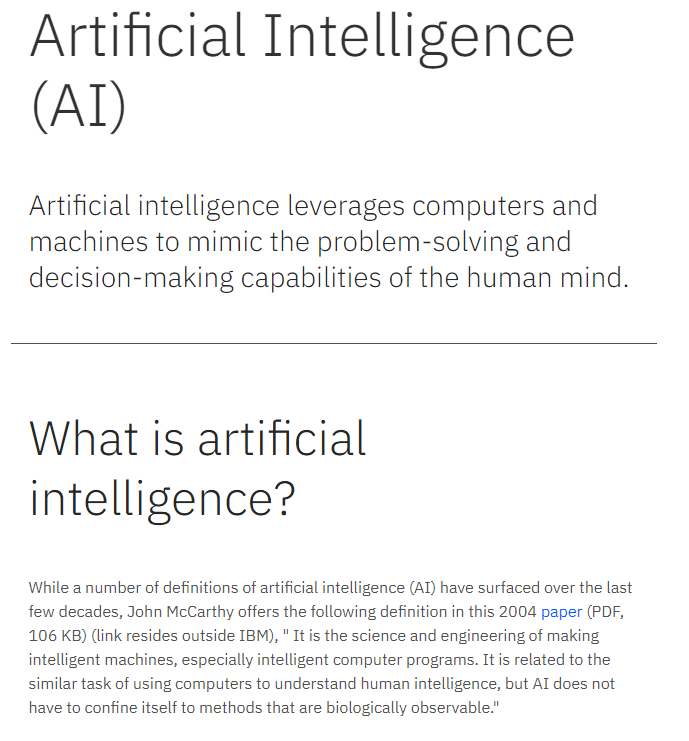 Artificial Intelligence
(AI)
Artificial intelligence leverages computers and
machines to mimic the problem-solving and
decision-making capabilities of the human mind.
What is artificial
intelligence?
While a number of definitions of artificial intelligence (AI) have surfaced over the last
few decades, John McCarthy offers the following definition in this 2004 paper (PDF,
106 KB) (link resides outside IBM), " It is the science and engineering of making
intelligent machines, especially intelligent computer programs. It is related to the
similar task of using computers to understand human intelligence, but AI does not
have to confine itself to methods that are biologically observable."